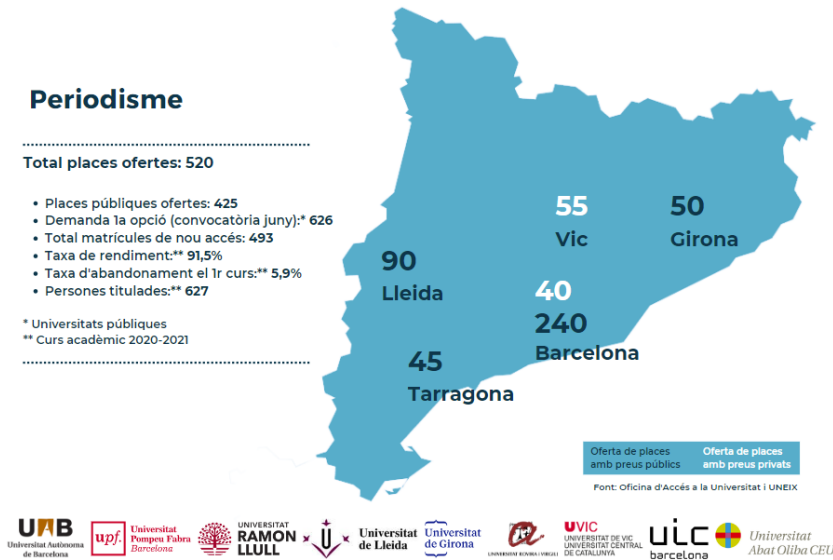 Periodisme
Total places ofertes: 520
• Places públiques ofertes: 425
• Demanda 1a opció (convocatòria juny):* 626
• Total matrícules de nou accés: 493
• Taxa de rendiment:** 91,5%
• Taxa d'abandonament el 1r curs:** 5,9%
• Persones titulades:** 627
* Universitats públiques
** Curs acadèmic 2020-2021
55
Vic
50
Girona
90
Lleida
40
240
Barcelona
45
Tarragona
Oferta de places
amb preus públics
Oferta de places
amb preus privats
Font: Oficina d'Accés a la Universitat i UNEIX
UAB
Universitat Autònoma
de Barcelona
upf.
Universitat
Pompeu Fabra
Barcelona
UNIVERSITAT
RAMON
LLULL
Universitat
de Lleida
Universitat
de Girona
UNIVERSITAT ROVIRA i VIRGILI
UVIC
UNIVERSITAT DE VIC
UNIVERSITAT CENTRAL
DE CATALUNYA
uic
barcelona
Universitat
Abat Oliba CEU